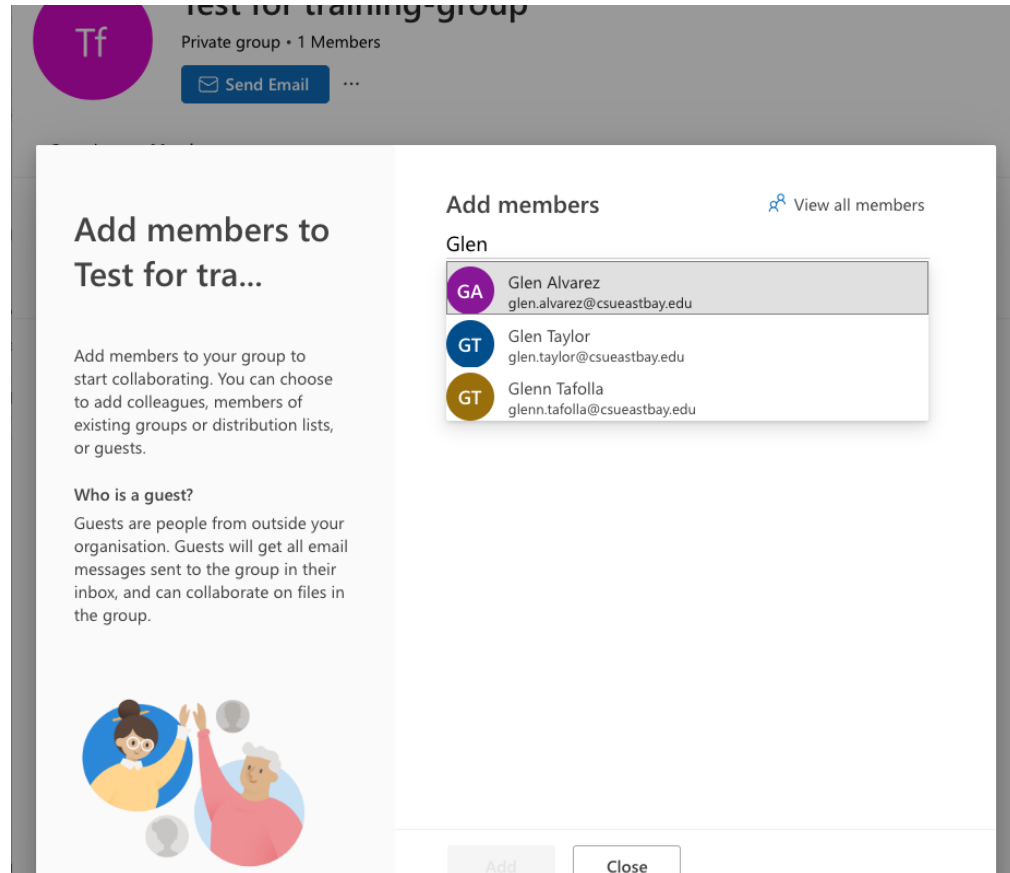 Test for training-group
Tf
Private group • 1 Members
Send Email
Add members to
Test for tra...
Add members to your group to
start collaborating. You can choose
to add colleagues, members of
existing groups or distribution lists,
or guests.
Who is a guest?
Guests are people from outside your
organisation. Guests will get all email
messages sent to the group in their
inbox, and can collaborate on files in
the group.
Add members
View all members
Glen
GA
Glen Alvarez
glen.alvarez@csueastbay.edu
GT
Glen Taylor
glen.taylor@csueastbay.edu
GT
Glenn Tafolla
glenn.tafolla@csueastbay.edu
Add
Close